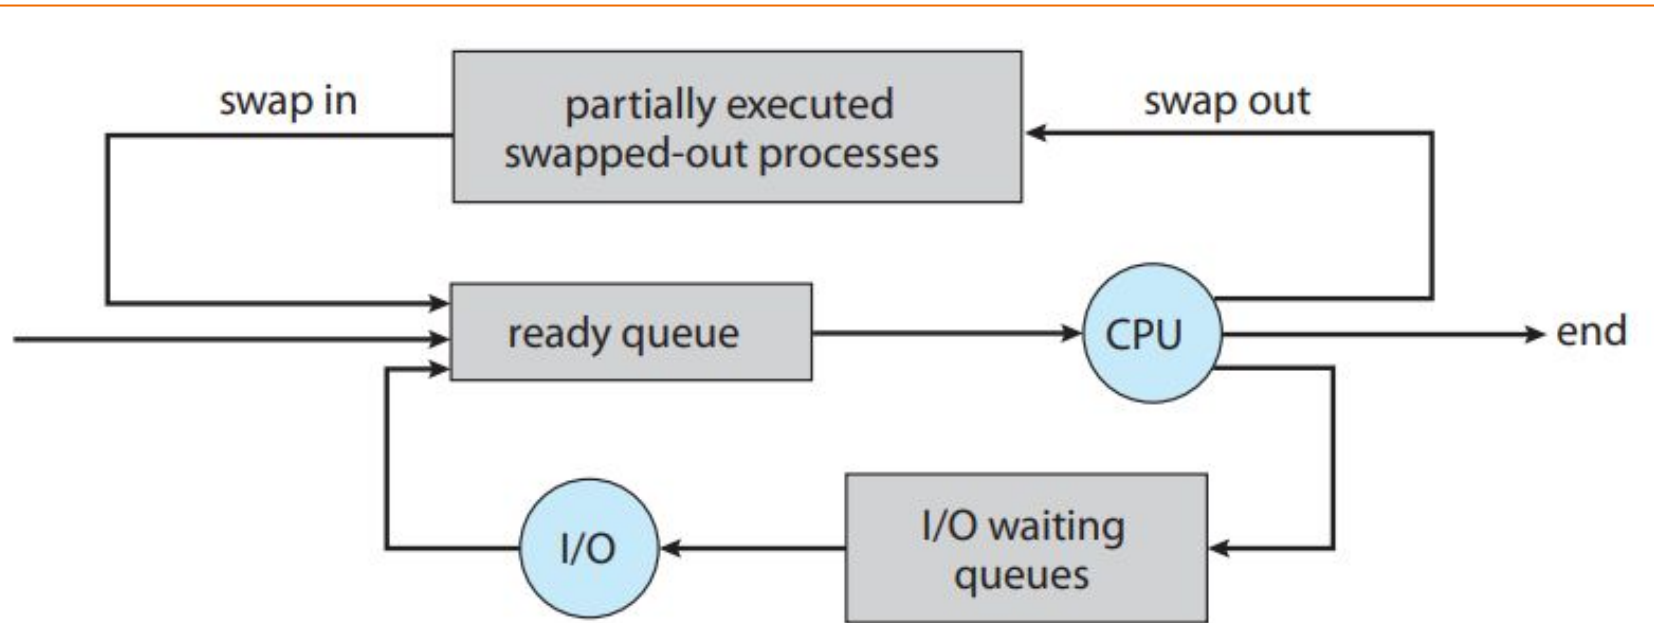 swap in
partially executed
swapped-out processes
swap out
ready queue
CPU
end
I/O
I/O waiting
queues